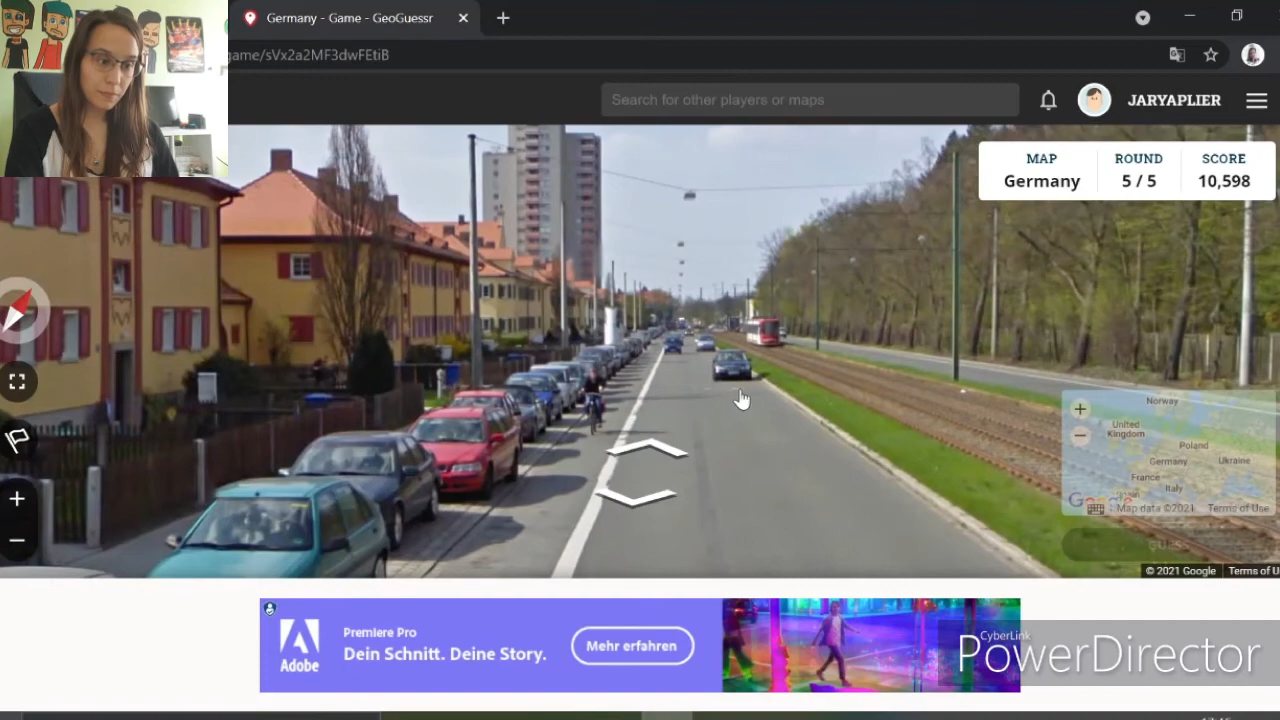 Germany - Game - GeoGuessr
game/sVx2a2MF3dwFEtiB
Search for other players or maps
JARYAPLIER
MAP
Germany
ROUND
5 / 5
SCORE
10,598
Norway
United
Kingdom
Poland
Germany
Ukraine
France
Italy
Google
Map data ©2021
Terms of Use
© 2021 Google
Terms of U
Adobe
Premiere Pro
Dein Schnitt. Deine Story.
Mehr erfahren
CyberLink
PowerDirector